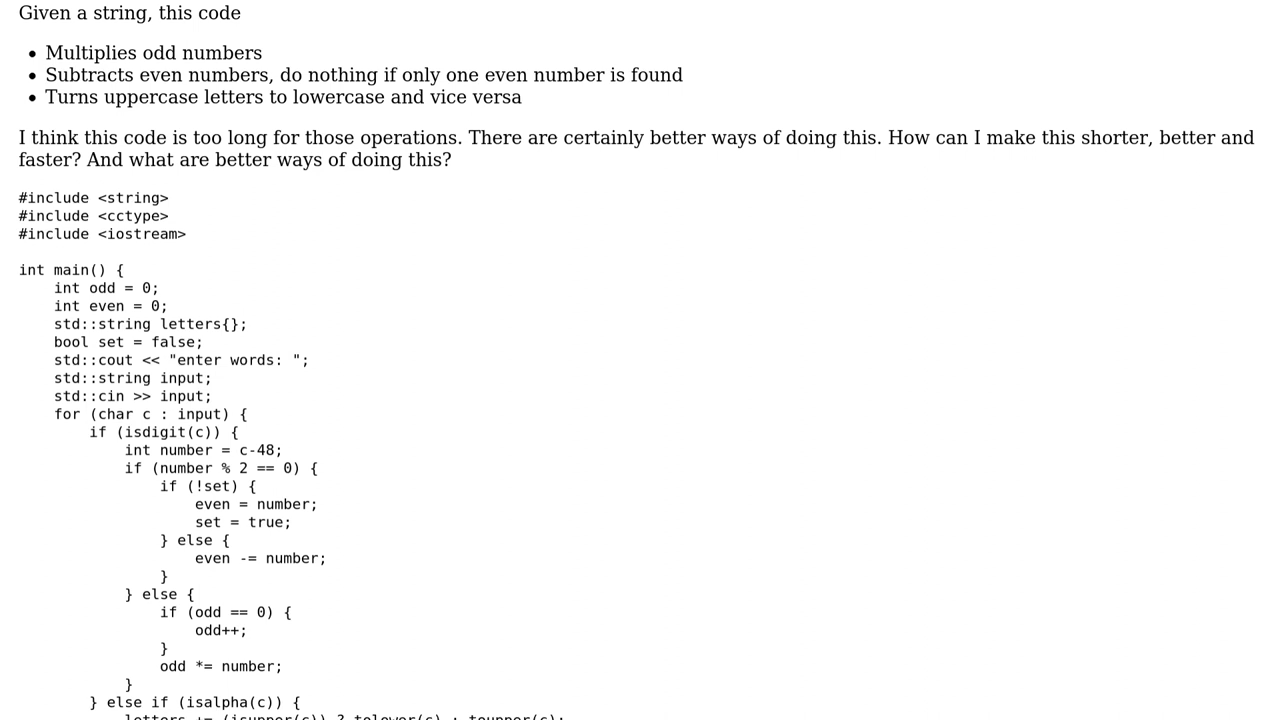 Given a string, this code
• Multiplies odd numbers
• Subtracts even numbers, do nothing if only one even number is found
• Turns uppercase letters to lowercase and vice versa
I think this code is too long for those operations. There are certainly better ways of doing this. How can I make this shorter, better and
faster? And what are better ways of doing this?
#include <string>
#include <cctype>
#include <iostream>

int main() {
    int odd = 0;
    int even = 0;
    std::string letters{};
    bool set = false;
    std::cout << "enter words: ";
    std::string input;
    std::cin >> input;
    for (char c : input) {
        if (isdigit(c)) {
            int number = c-48;
            if (number % 2 == 0) {
                if (!set) {
                    even = number;
                    set = true;
                } else {
                    even -= number;
                }
            } else {
                if (odd == 0) {
                    odd++;
                }
                odd *= number;
            }
        } else if (isalpha(c)) {
            letters += (isupper(c)) ? tolower(c) : toupper(c);